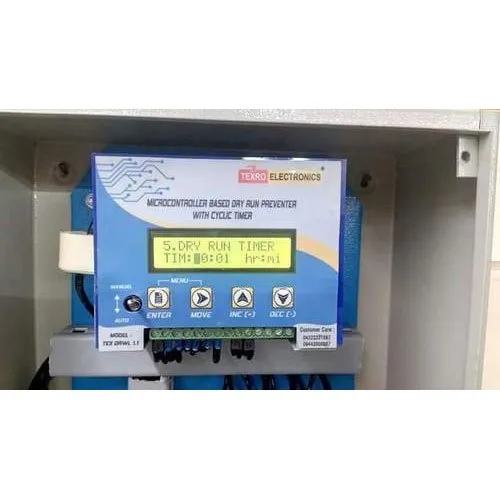 TEXRO ELECTRONICS
MICROCONTROLLER BASED DRY RUN PREVENTER
WITH CYCLIC TIMER
5.DRY RUN TIMER
TIM: 0:01 hr:mi
MENU
MANUAL
AUTO
ENTER
MOVE
INC (+)
DEC (-)
MODEL -
Customer Care :